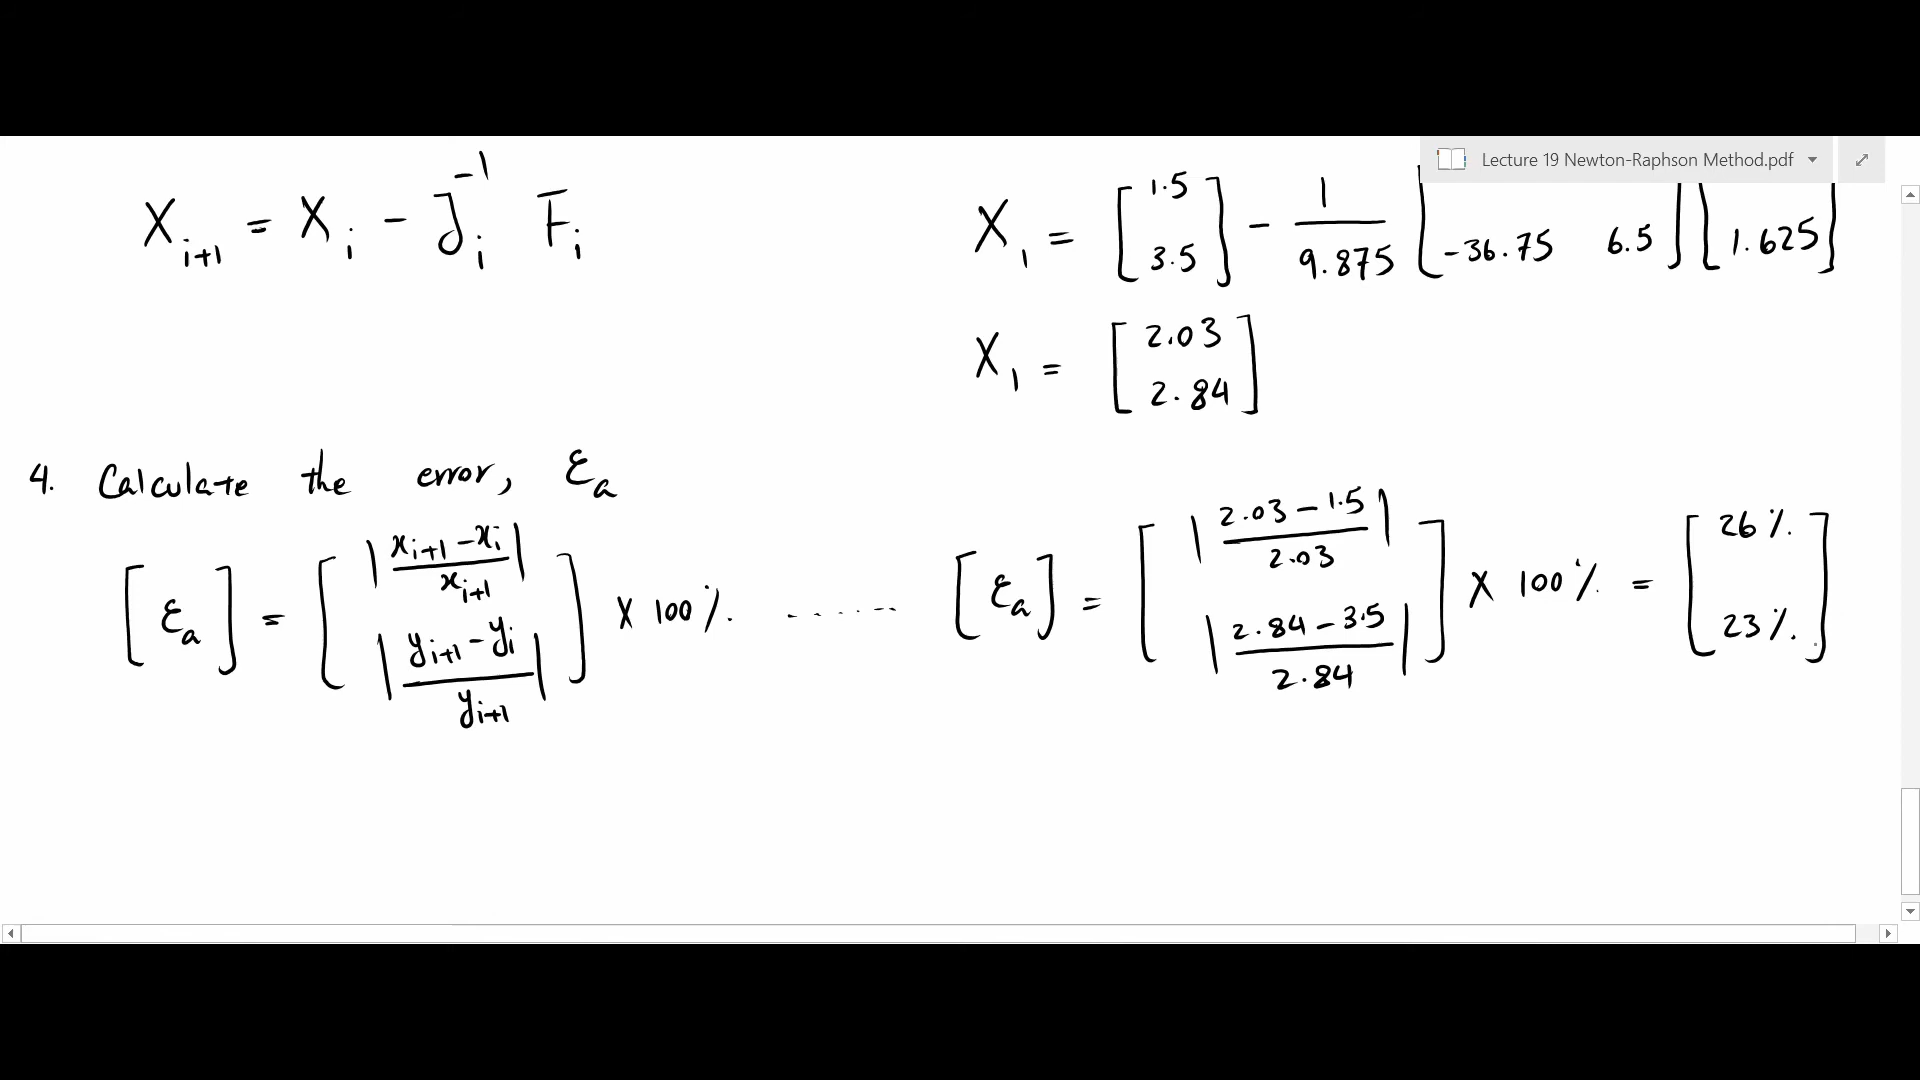 Lecture 19 Newton-Raphson Method.pdf
X_{i+1} = X_i - J_i^{-1} F_i
X_1 = [1.5 3.5] - 1/9.875 [-36.75 6.5] [1.625]
X_1 = [2.03 2.84]
4. Calculate the error, ε_a
[ε_a] = [|x_{i+1} - x_i / x_{i+1}| |y_{i+1} - y_i / y_{i+1}|] X 100 % ......
[ε_a] = [|2.03 - 1.5 / 2.03| |2.84 - 3.5 / 2.84|] X 100 % = [26 % 23 %]